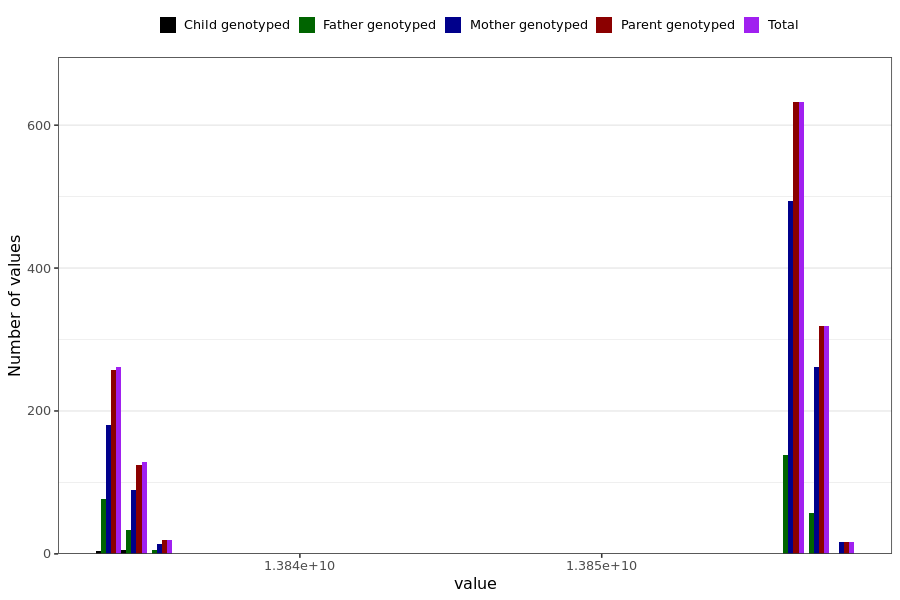 Child genotyped Father genotyped Mother genotyped Parent genotyped Total
Number of values
600
400
200
0
1.384e+10 1.385e+10
value